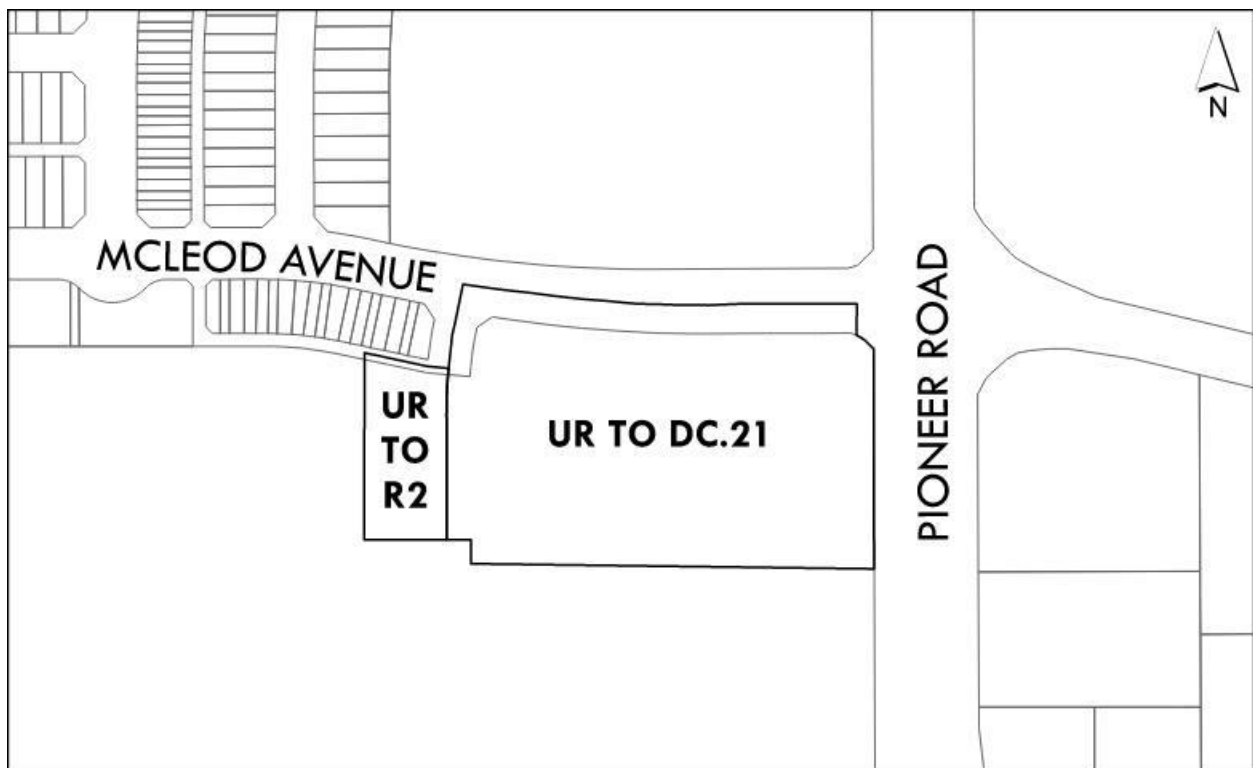 N
MCLEOD AVENUE
PIONEER ROAD
UR
TO
R2
UR TO DC.21